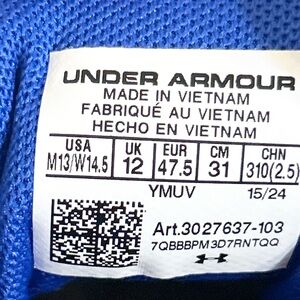 UNDER ARMOUR
MADE IN VIETNAM
FABRIQUÉ AU VIETNAM
HECHO EN VIETNAM
USA UK EUR CM CHN
M13/W14.5 12 47.5 31 310(2.5)
YMUV 15/24
Art.3027637-103
7QBBBPM3D7RNTQQ